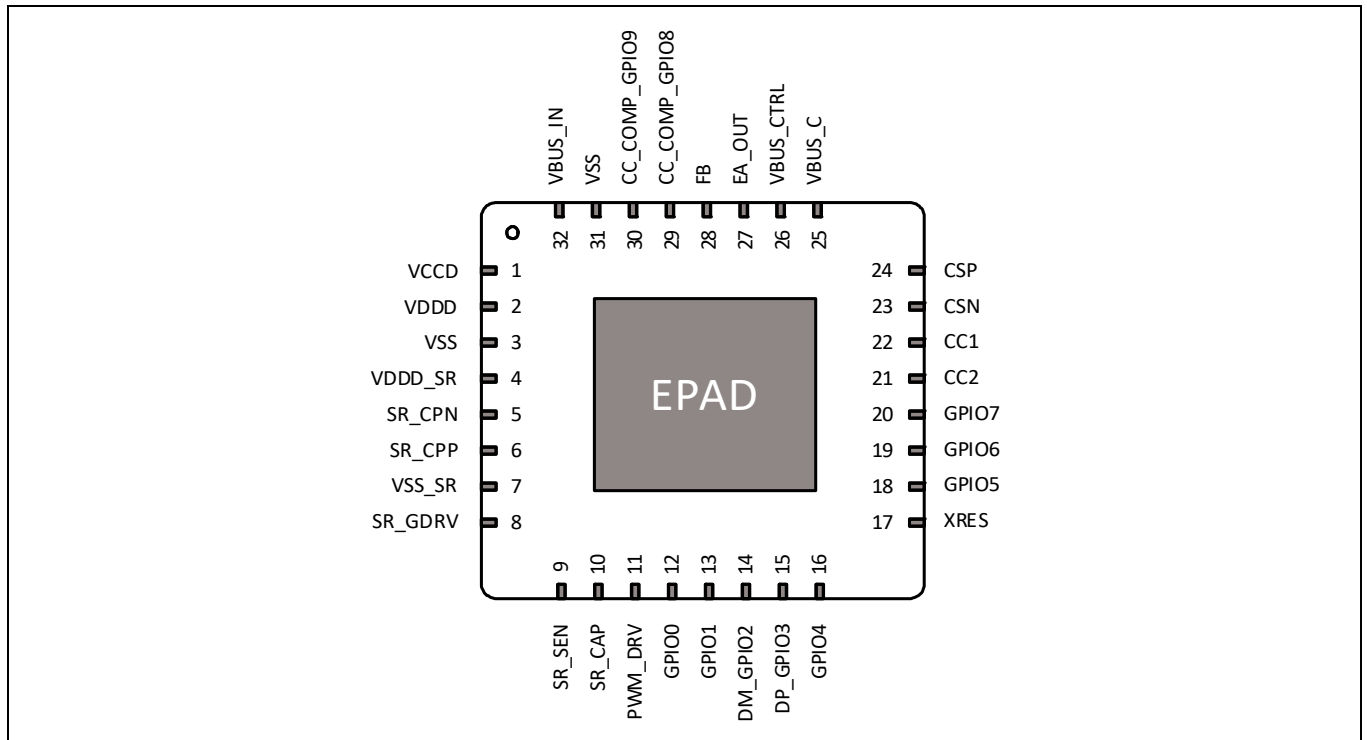 VBUS_IN
VSS
CC_COMP_GPIO9
CC_COMP_GPIO8
FB
EA_OUT
VBUS_CTRL
VBUS_C
32
31
30
29
28
27
26
25
VCCD 1
VDDD 2
VSS 3
VDDD_SR 4
SR_CPN 5
SR_CPP 6
VSS_SR 7
SR_GDRV 8
EPAD
24 CSP
23 CSN
22 CC1
21 CC2
20 GPIO7
19 GPIO6
18 GPIO5
17 XRES
9
10
11
12
13
14
15
16
SR_SEN
SR_CAP
PWM_DRV
GPIO0
GPIO1
DM_GPIO2
DP_GPIO3
GPIO4